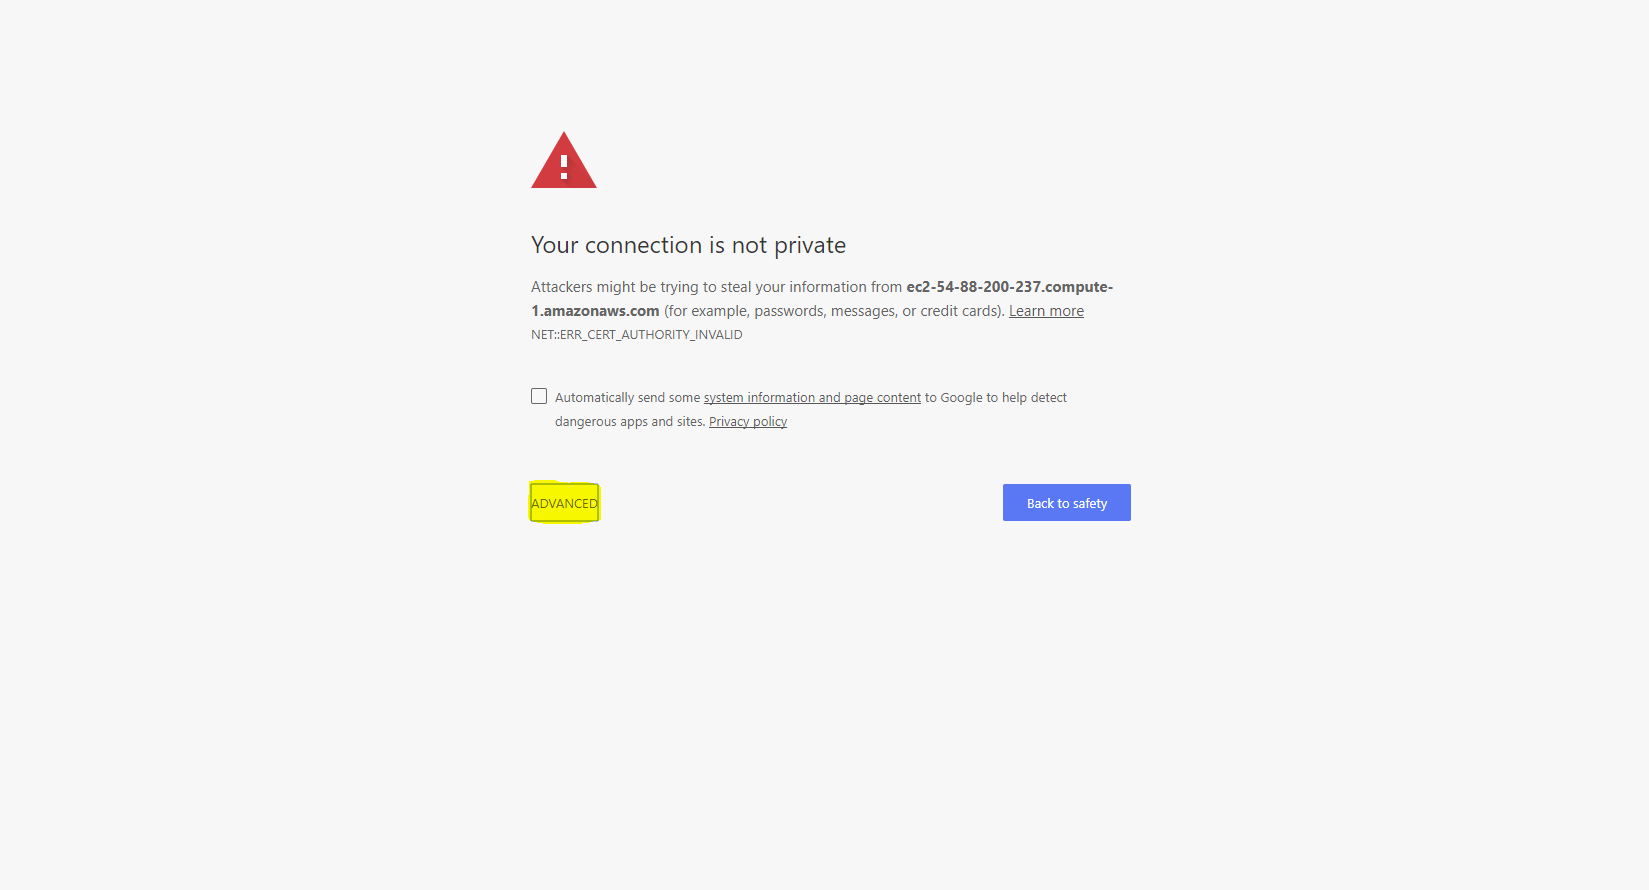 Your connection is not private
Attackers might be trying to steal your information from ec2-54-88-200-237.compute-
1.amazonaws.com (for example, passwords, messages, or credit cards). Learn more
NET::ERR_CERT_AUTHORITY_INVALID
Automatically send some system information and page content to Google to help detect
dangerous apps and sites. Privacy policy
ADVANCED
Back to safety